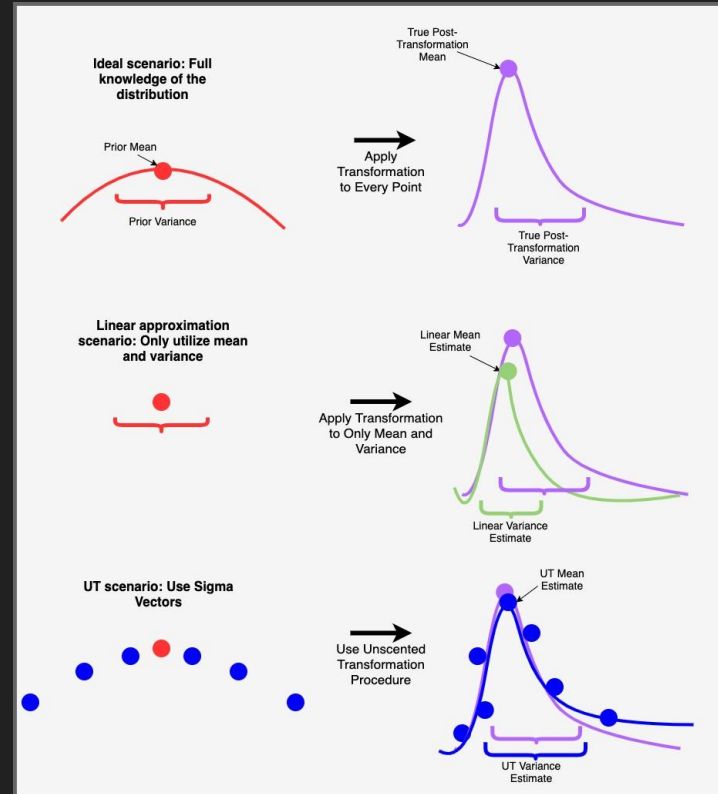 Ideal scenario: Full
knowledge of the
distribution
Prior Mean
Prior Variance
Apply
Transformation
to Every Point
True Post-
Transformation
Mean
True Post-
Transformation
Variance
Linear approximation
scenario: Only utilize mean
and variance
Apply Transformation
to Only Mean and
Variance
Linear Mean
Estimate
Linear Variance
Estimate
UT scenario: Use Sigma
Vectors
Use Unscented
Transformation
Procedure
UT Mean
Estimate
UT Variance
Estimate